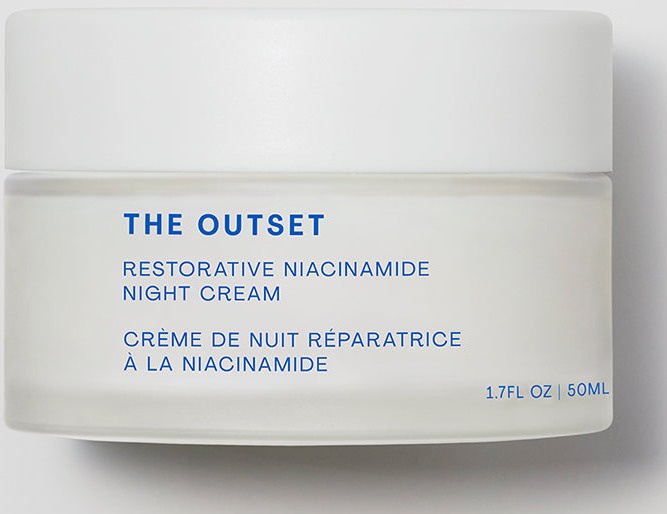 THE OUTSET
RESTORATIVE NIACINAMIDE
NIGHT CREAM
CRÈME DE NUIT RÉPARATRICE
À LA NIACINAMIDE
1.7FL OZ | 50ML